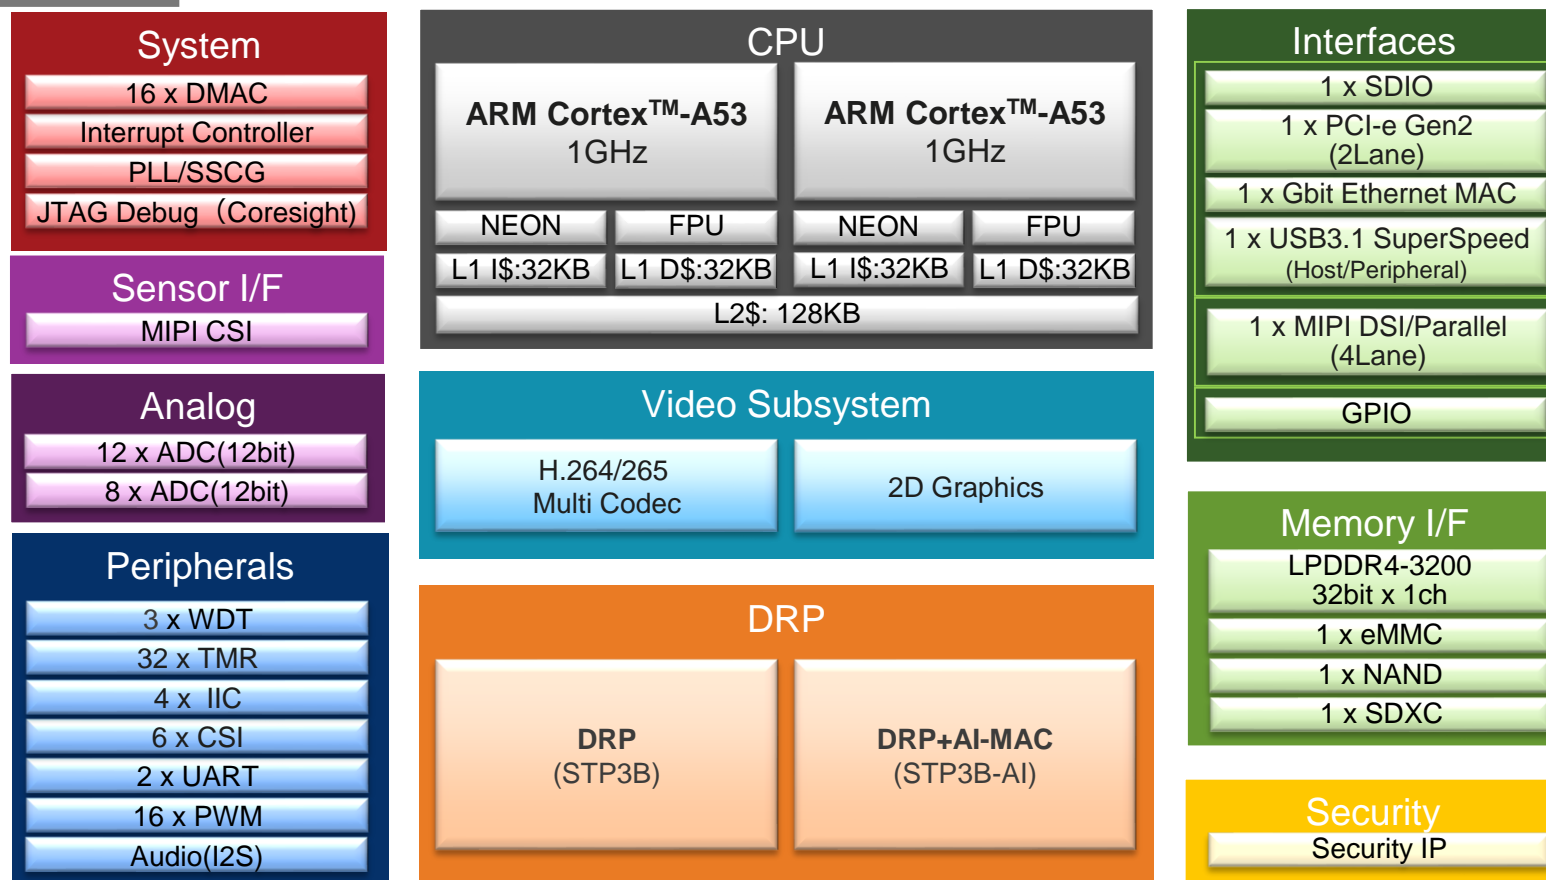 System
16 x DMAC
Interrupt Controller
PLL/SSCG
JTAG Debug（Coresight)
Sensor I/F
MIPI CSI
Analog
12 x ADC(12bit)
8 x ADC(12bit)
Peripherals
3 x WDT
32 x TMR
4 x  IIC
6 x CSI
2 x UART
16 x PWM
Audio(I2S)
CPU
ARM Cortex™-A53
1GHz
ARM Cortex™-A53
1GHz
NEON
FPU
NEON
FPU
L1 I$:32KB
L1 D$:32KB
L1 I$:32KB
L1 D$:32KB
L2$: 128KB
Video Subsystem
H.264/265
Multi Codec
2D Graphics
DRP
DRP
(STP3B)
DRP+AI-MAC
(STP3B-AI)
Interfaces
1 x SDIO
1 x PCI-e Gen2
(2Lane)
1 x Gbit Ethernet MAC
1 x USB3.1 SuperSpeed
(Host/Peripheral)
1 x MIPI DSI/Parallel
(4Lane)
GPIO
Memory I/F
LPDDR4-3200
32bit x 1ch
1 x eMMC
1 x NAND
1 x SDXC
Security
Security IP